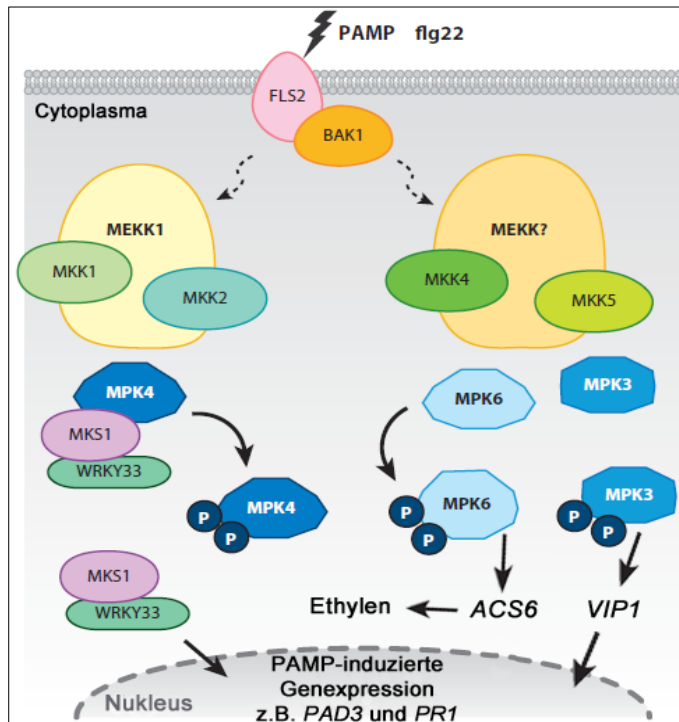 PAMP flg22
FLS2
Cytoplasma
BAK1
MEKK1
MEKK?
MKK1
MKK2
MKK4
MKK5
MPK4
MKS1
WRKY33
MPK6
MPK3
P
P
MPK4
P
P
MPK6
P
P
MPK3
MKS1
WRKY33
Ethylen
ACS6
VIP1
PAMP-induzierte
Genexpression
Nukleus
z.B. PAD3 und PR1